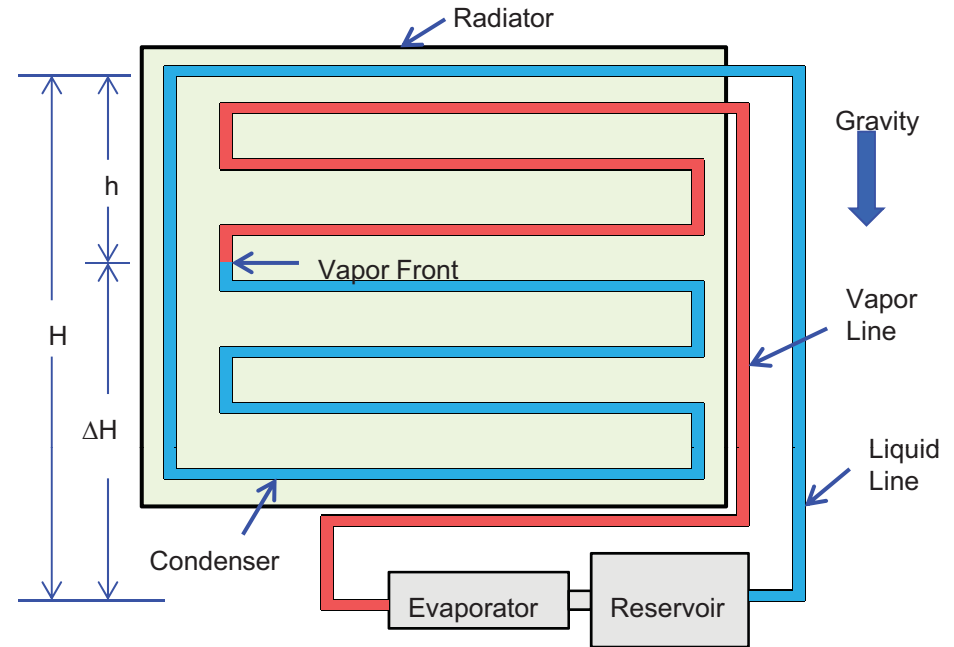 Radiator
Gravity
h
Vapor Front
Vapor
Line
H
ΔH
Liquid
Line
Condenser
Evaporator
Reservoir